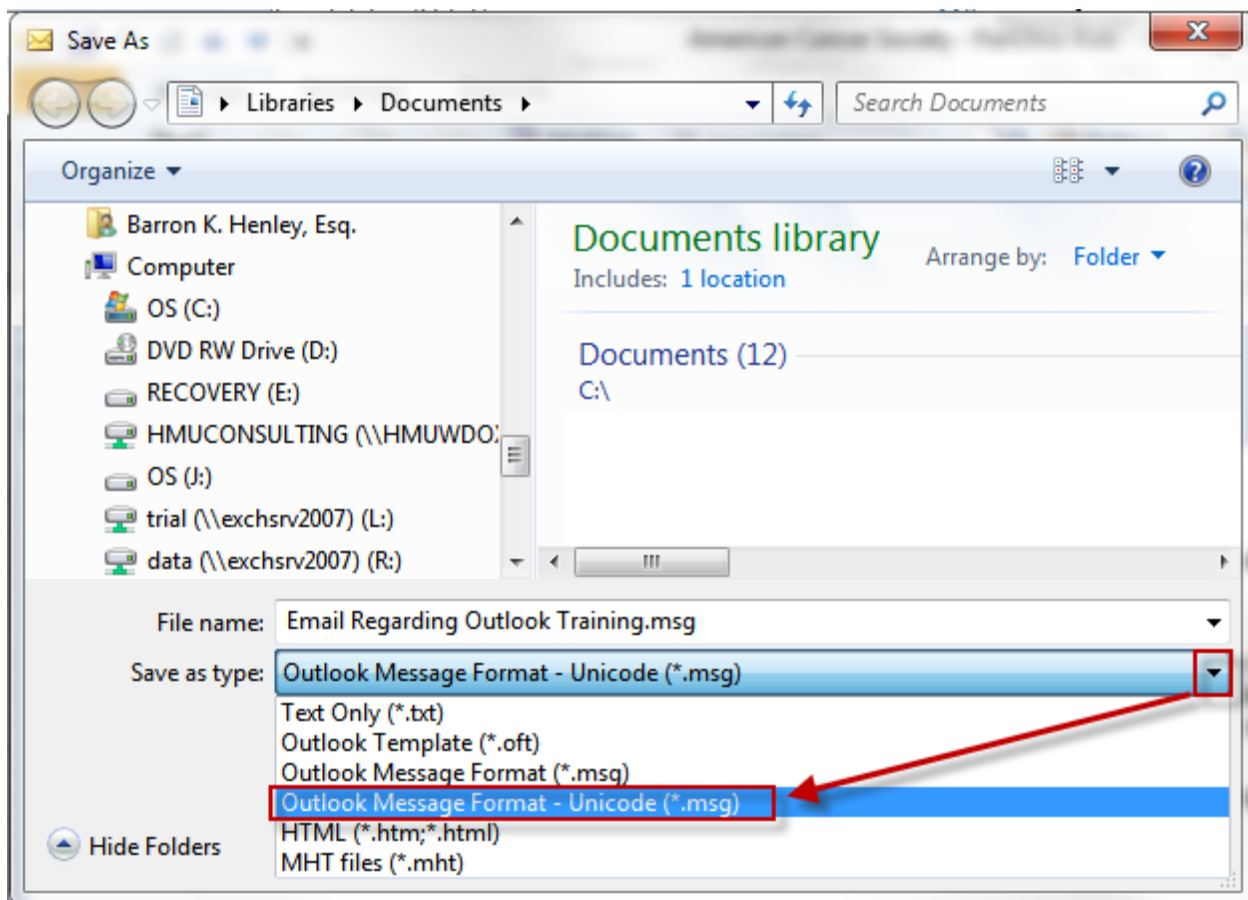 Save As
Libraries Documents
Search Documents
Organize
Barron K. Henley, Esq.
Computer
OS (C:)
DVD RW Drive (D:)
RECOVERY (E:)
HMUCONSULTING (\\HMUWDOX
OS (J:)
trial (\\exchsrv2007) (L:)
data (\\exchsrv2007) (R:)
Documents library
Includes: 1 location
Arrange by: Folder
Documents (12)
C:\
File name: Email Regarding Outlook Training.msg
Save as type: Outlook Message Format - Unicode (*.msg)
Text Only (*.txt)
Outlook Template (*.oft)
Outlook Message Format (*.msg)
Outlook Message Format - Unicode (*.msg)
HTML (*.htm;*.html)
MHT files (*.mht)
Hide Folders